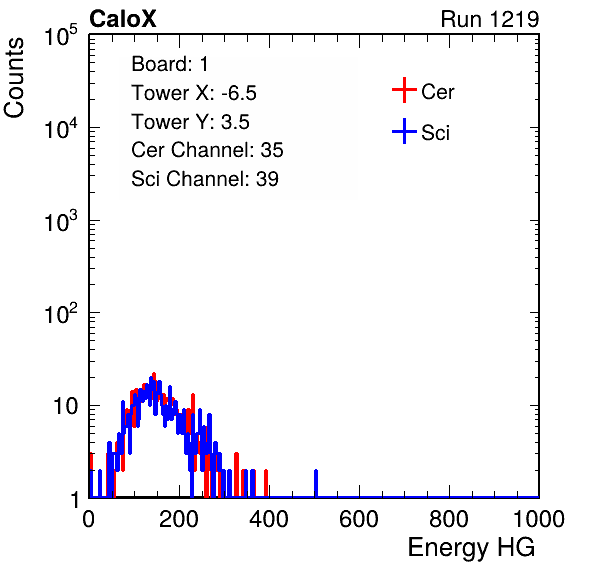 CaloX Run 1219
Counts
10^5
10^4
10^3
10^2
10
1
Board: 1
Tower X: -6.5
Tower Y: 3.5
Cer Channel: 35
Sci Channel: 39
Cer
Sci
0 200 400 600 800 1000
Energy HG